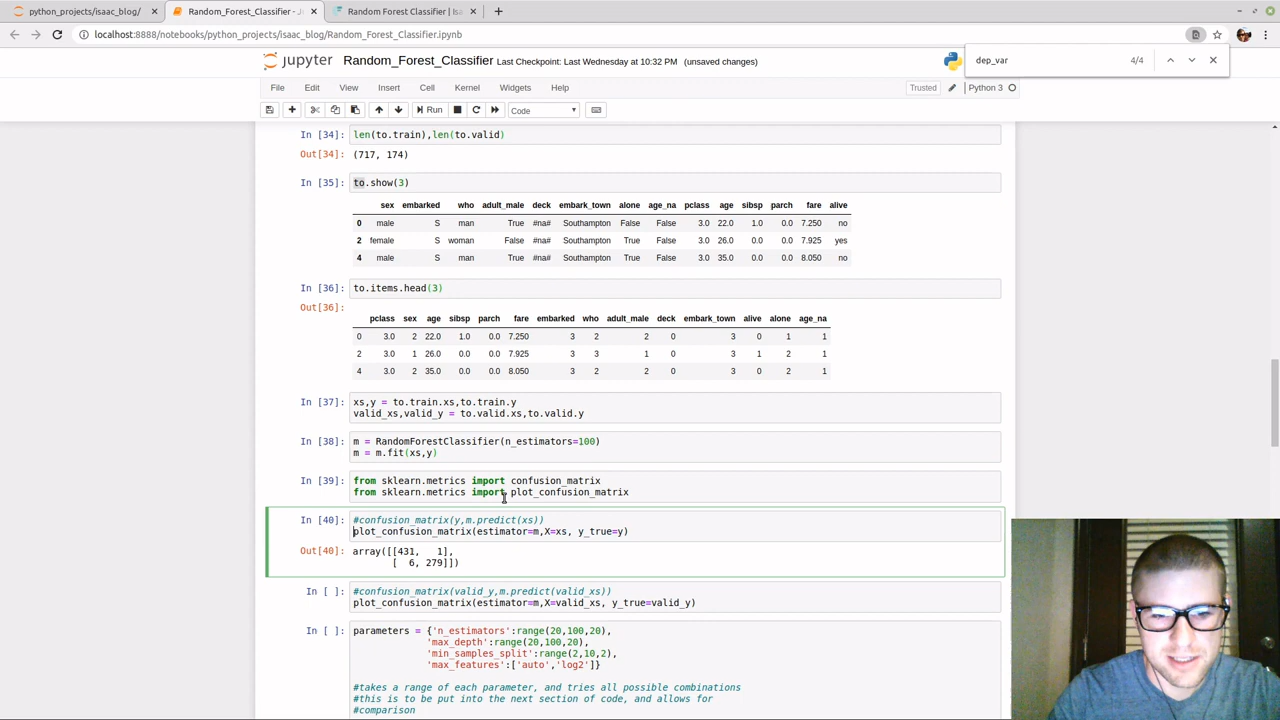 python_projects/isaac_blog/
Random_Forest_Classifier - J
Random Forest Classifier | Isa
localhost:8888/notebooks/python_projects/isaac_blog/Random_Forest_Classifier.ipynb
dep_var 4/4
jupyter Random_Forest_Classifier Last Checkpoint: Last Wednesday at 10:32 PM (unsaved changes)
File Edit View Insert Cell Kernel Widgets Help
Trusted Python 3
Run Code
In [34]: len(to.train),len(to.valid)
Out[34]: (717, 174)
In [35]: to.show(3)
sex embarked who adult_male deck embark_town alone age_na pclass age sibsp parch fare alive
0 male S man True #na# Southampton False False 3.0 22.0 1.0 0.0 7.250 no
2 female S woman False #na# Southampton True False 3.0 26.0 0.0 0.0 7.925 yes
4 male S man True #na# Southampton True False 3.0 35.0 0.0 0.0 8.050 no
In [36]: to.items.head(3)
Out[36]:
pclass sex age sibsp parch fare embarked who adult_male deck embark_town alive alone age_na
0 3.0 2 22.0 1.0 0.0 7.250 3 2 2 0 3 0 1 1
2 3.0 1 26.0 0.0 0.0 7.925 3 3 1 0 3 1 2 1
4 3.0 2 35.0 0.0 0.0 8.050 3 2 2 0 3 0 2 1
In [37]: xs,y = to.train.xs,to.train.y
valid_xs,valid_y = to.valid.xs,to.valid.y
In [38]: m = RandomForestClassifier(n_estimators=100)
m = m.fit(xs,y)
In [39]: from sklearn.metrics import confusion_matrix
from sklearn.metrics import plot_confusion_matrix
In [40]: #confusion_matrix(y,m.predict(xs))
plot_confusion_matrix(estimator=m,X=xs, y_true=y)
Out[40]: array([[431, 1],
[ 6, 279]])
In [ ]: #confusion_matrix(valid_y,m.predict(valid_xs))
plot_confusion_matrix(estimator=m,X=valid_xs, y_true=valid_y)
In [ ]: parameters = {'n_estimators':range(20,100,20),
'max_depth':range(20,100,20),
'min_samples_split':range(2,10,2),
'max_features':['auto','log2']}
#takes a range of each parameter, and tries all possible combinations
#this is to be put into the next section of code, and allows for
#comparison